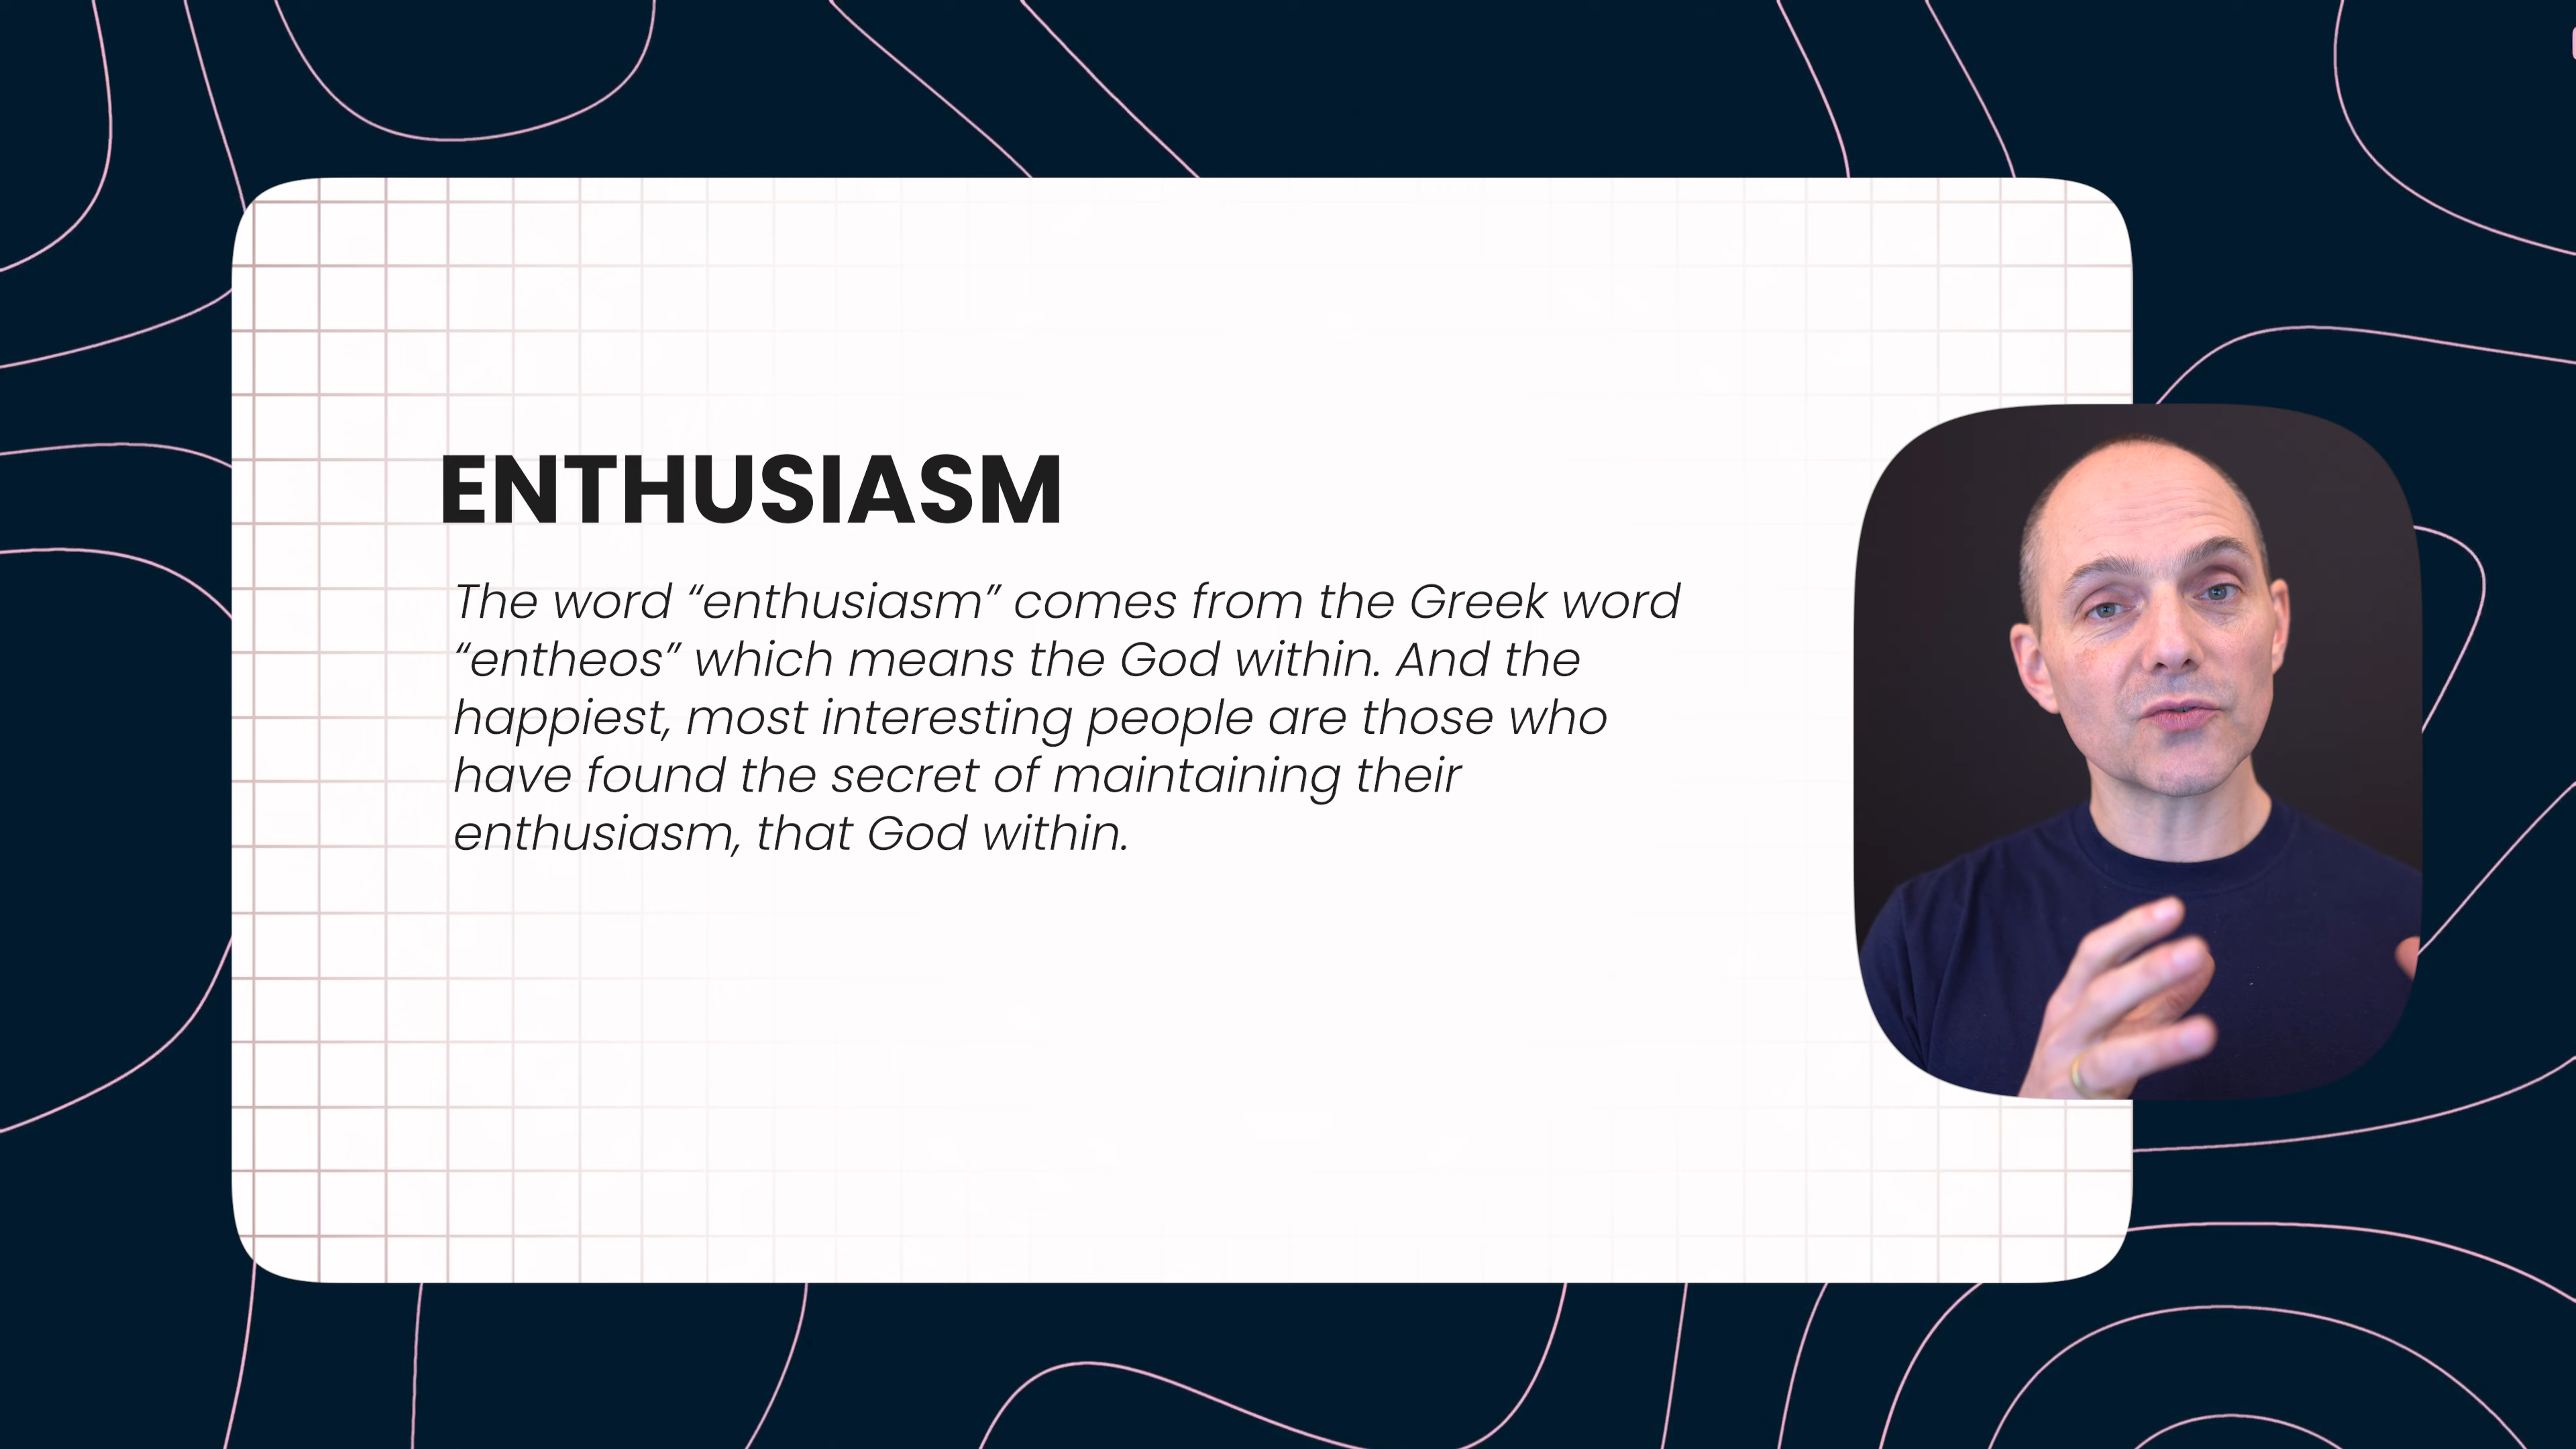 ENTHUSIASM
The word “enthusiasm” comes from the Greek word
“entheos” which means the God within. And the
happiest, most interesting people are those who
have found the secret of maintaining their
enthusiasm, that God within.